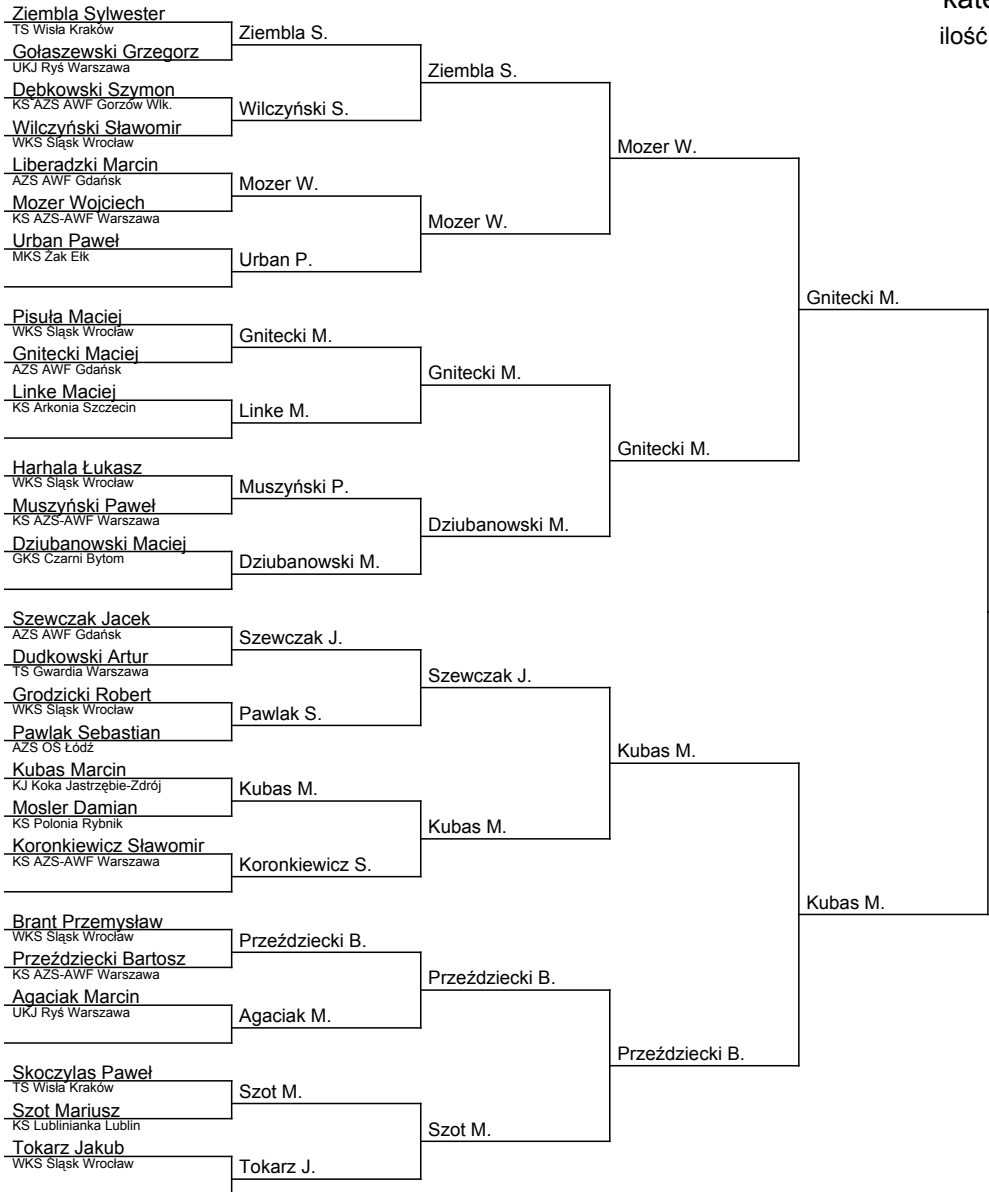 kate
ilość
Ziembla Sylwester
TS Wisła Kraków
Gołaszewski Grzegorz
UKJ Ryś Warszawa
Dębkowski Szymon
KS AZS AWF Gorzów Wlk.
Wilczyński Sławomir
WKS Śląsk Wrocław
Liberadzki Marcin
AZS AWF Gdańsk
Mozer Wojciech
KS AZS-AWF Warszawa
Urban Paweł
MKS Żak Ełk
Pisuła Maciej
WKS Śląsk Wrocław
Gnitecki Maciej
AZS AWF Gdańsk
Linke Maciej
KS Arkonia Szczecin
Harhala Łukasz
WKS Śląsk Wrocław
Muszyński Paweł
KS AZS-AWF Warszawa
Dziubanowski Maciej
GKS Czarni Bytom
Szewczak Jacek
AZS AWF Gdańsk
Dudkowski Artur
TS Gwardia Warszawa
Grodzicki Robert
WKS Śląsk Wrocław
Pawlak Sebastian
AZS OŚ Łódź
Kubas Marcin
KJ Koka Jastrzębie-Zdrój
Mosler Damian
KS Polonia Rybnik
Koronkiewicz Sławomir
KS AZS-AWF Warszawa
Brant Przemysław
WKS Śląsk Wrocław
Przeździecki Bartosz
KS AZS-AWF Warszawa
Agaciak Marcin
UKJ Ryś Warszawa
Skoczylas Paweł
TS Wisła Kraków
Szot Mariusz
KS Lublinianka Lublin
Tokarz Jakub
WKS Śląsk Wrocław
Ziembla S.
Wilczyński S.
Mozer W.
Urban P.
Gnitecki M.
Linke M.
Muszyński P.
Dziubanowski M.
Szewczak J.
Pawlak S.
Kubas M.
Koronkiewicz S.
Przeździecki B.
Agaciak M.
Szot M.
Tokarz J.
Ziembla S.
Mozer W.
Gnitecki M.
Dziubanowski M.
Szewczak J.
Kubas M.
Przeździecki B.
Szot M.
Mozer W.
Gnitecki M.
Kubas M.
Przeździecki B.
Gnitecki M.
Kubas M.